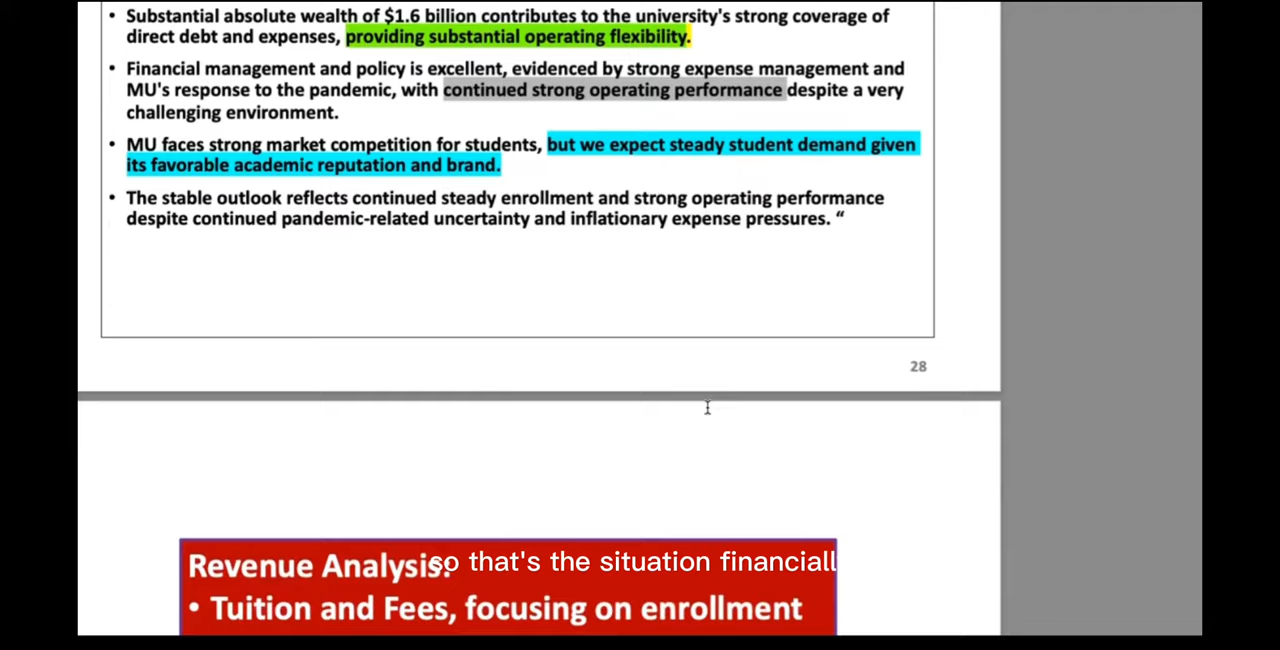 • Substantial absolute wealth of $1.6 billion contributes to the university's strong coverage of
direct debt and expenses, providing substantial operating flexibility.
• Financial management and policy is excellent, evidenced by strong expense management and
MU's response to the pandemic, with continued strong operating performance despite a very
challenging environment.
• MU faces strong market competition for students, but we expect steady student demand given
its favorable academic reputation and brand.
• The stable outlook reflects continued steady enrollment and strong operating performance
despite continued pandemic-related uncertainty and inflationary expense pressures. “
28
Revenue Analysis:
so that's the situation financiall
• Tuition and Fees, focusing on enrollment